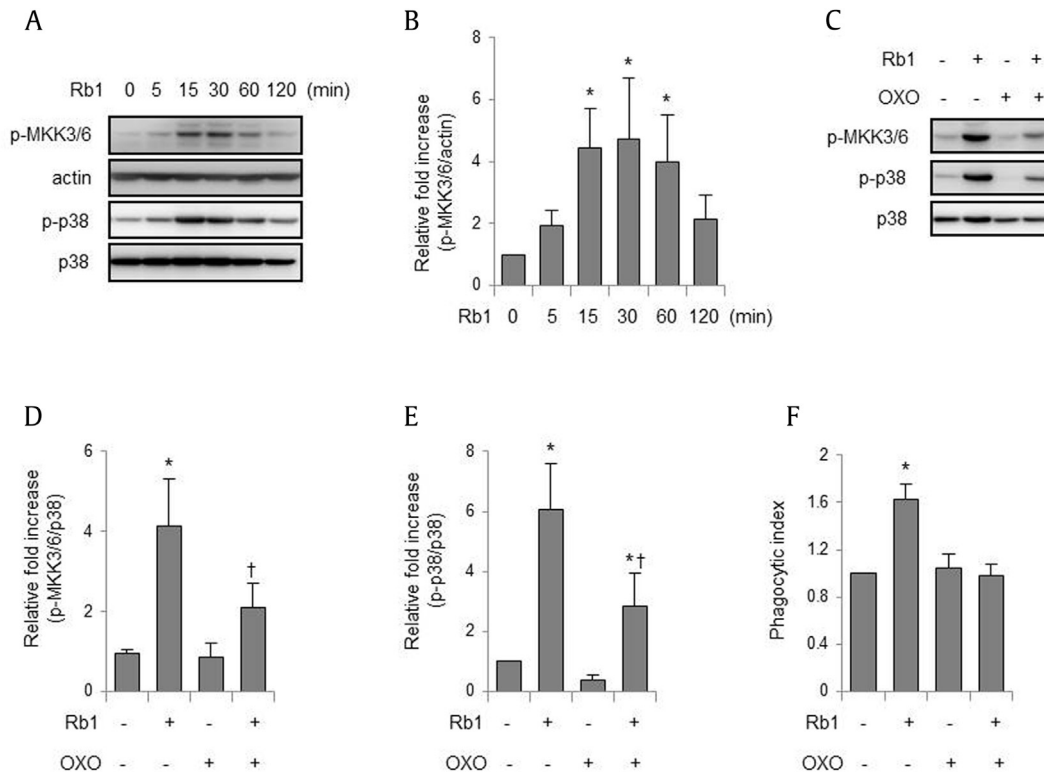 A
Rb1 0 5 15 30 60 120 (min)
p-MKK3/6
actin
p-p38
p38
B
Relative fold increase
(p-MKK3/6/actin)
8
6
4
2
0
* * *
Rb1 0 5 15 30 60 120 (min)
C
Rb1 - + - +
OXO - - + +
p-MKK3/6
p-p38
p38
D
Relative fold increase
(p-MKK3/6/p38)
6
4
2
0
* †
Rb1 - + - +
OXO - - + +
E
Relative fold increase
(p-p38/p38)
8
6
4
2
0
* *†
Rb1 - + - +
OXO - - + +
F
Phagocytic index
2
1.6
1.2
0.8
0.4
0
*
Rb1 - + - +
OXO - - + +